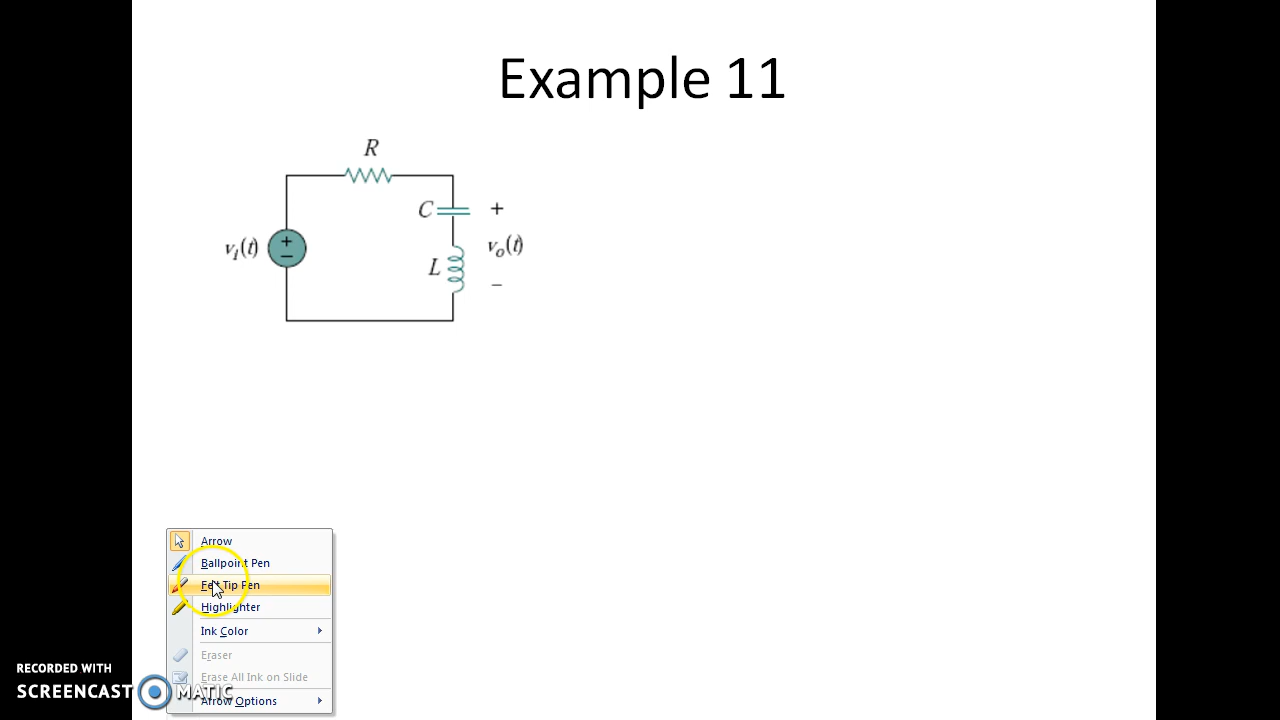 Example 11
R
C
+
v_i(t)
+
−
v_o(t)
L
−
Arrow
Ballpoint Pen
Felt Tip Pen
Highlighter
Ink Color
Eraser
Erase All Ink on Slide
Arrow Options
RECORDED WITH
SCREENCAST MATIC